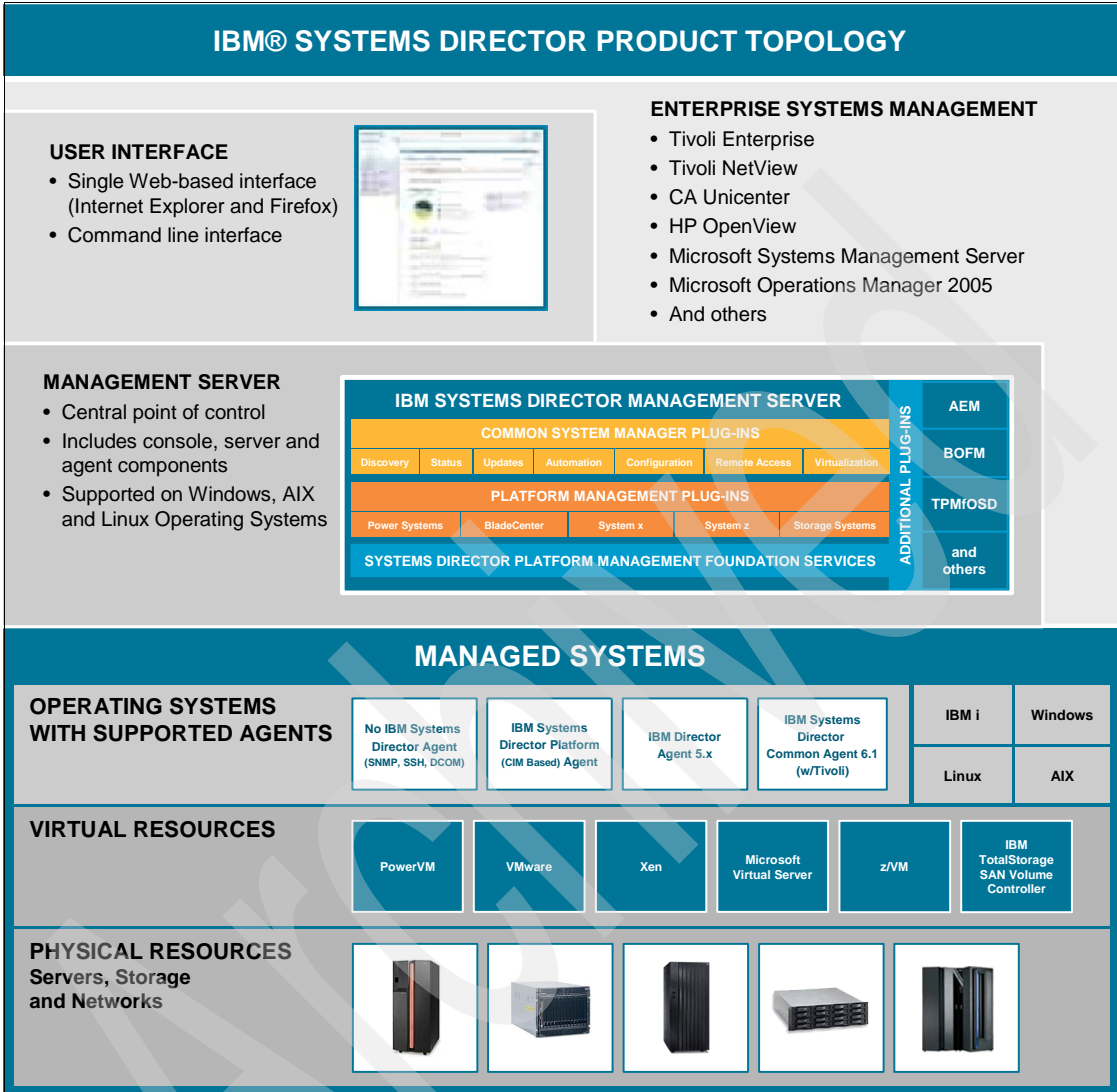 IBM® SYSTEMS DIRECTOR PRODUCT TOPOLOGY
USER INTERFACE
• Single Web-based interface
(Internet Explorer and Firefox)
• Command line interface
ENTERPRISE SYSTEMS MANAGEMENT
• Tivoli Enterprise
• Tivoli NetView
• CA Unicenter
• HP OpenView
• Microsoft Systems Management Server
• Microsoft Operations Manager 2005
• And others
MANAGEMENT SERVER
• Central point of control
• Includes console, server and
agent components
• Supported on Windows, AIX
and Linux Operating Systems
IBM SYSTEMS DIRECTOR MANAGEMENT SERVER
COMMON SYSTEM MANAGER PLUG-INS
Discovery Status Updates Automation Configuration Remote Access Virtualization
PLATFORM MANAGEMENT PLUG-INS
Power Systems BladeCenter System x System z Storage Systems
SYSTEMS DIRECTOR PLATFORM MANAGEMENT FOUNDATION SERVICES
ADDITIONAL PLUG-INS
AEM
BOFM
TPMfOSD
and
others
MANAGED SYSTEMS
OPERATING SYSTEMS
WITH SUPPORTED AGENTS
No IBM Systems
Director Agent
(SNMP, SSH, DCOM)
IBM Systems
Director Platform
(CIM Based) Agent
IBM Director
Agent 5.x
IBM Systems
Director
Common Agent 6.1
(w/Tivoli)
IBM i Windows
Linux AIX
VIRTUAL RESOURCES
PowerVM
VMware
Xen
Microsoft
Virtual Server
z/VM
IBM
TotalStorage
SAN Volume
Controller
PHYSICAL RESOURCES
Servers, Storage
and Networks
Archived